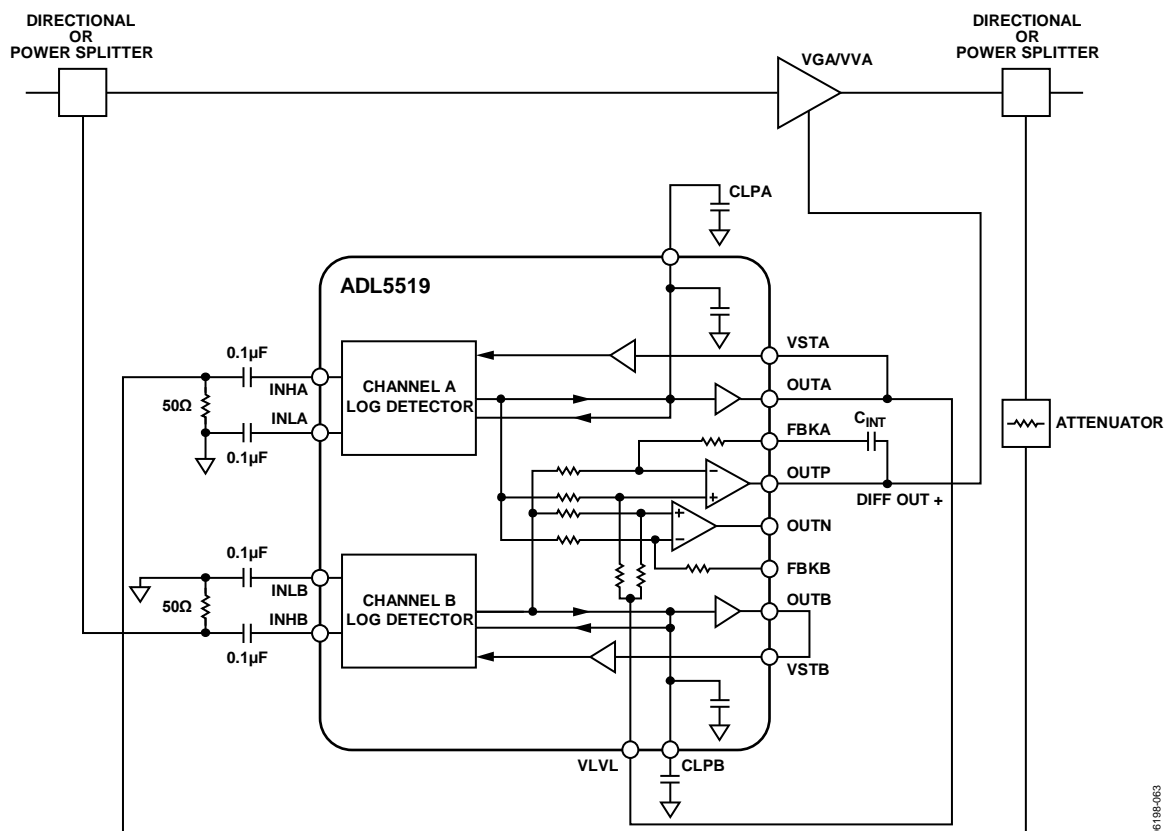 DIRECTIONAL
OR
POWER SPLITTER
DIRECTIONAL
OR
POWER SPLITTER
VGA/VVA
CLPA
ADL5519
VSTA
0.1µF
INHA
CHANNEL A
LOG DETECTOR
OUTA
50Ω
INLA
0.1µF
FBKA
CINT
ATTENUATOR
OUTP
DIFF OUT +
OUTN
0.1µF
INLB
FBKB
50Ω
CHANNEL B
LOG DETECTOR
OUTB
INHB
0.1µF
VSTB
VLVL
CLPB
6198-063